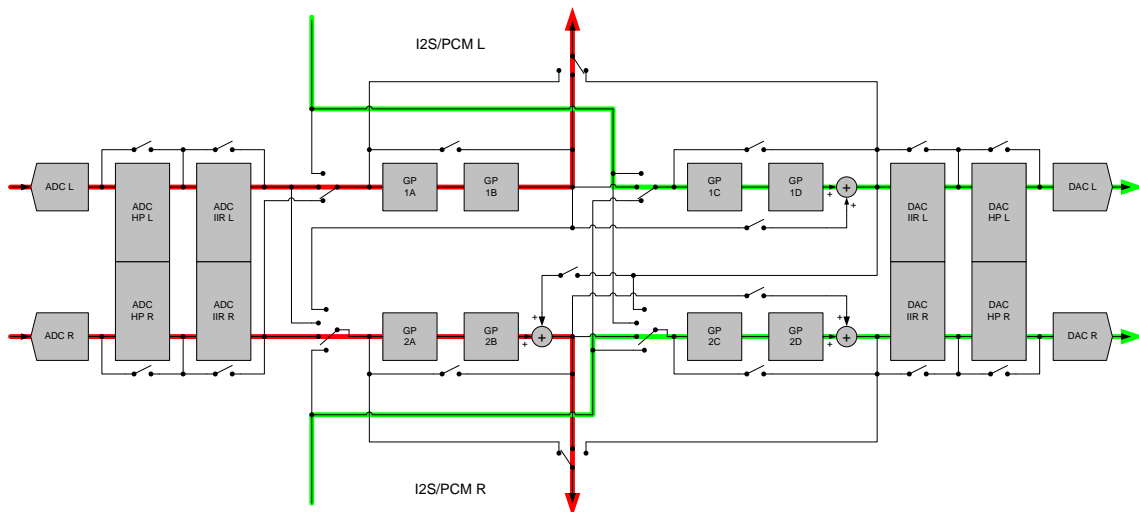 I2S/PCM L
ADC L
ADC
HP L
ADC
IIR L
GP
1A
GP
1B
GP
1C
GP
1D
+
+
+
DAC
IIR L
DAC
HP L
DAC L
ADC R
ADC
HP R
ADC
IIR R
GP
2A
GP
2B
+
+
+
GP
2C
GP
2D
+
+
+
DAC
IIR R
DAC
HP R
DAC R
I2S/PCM R